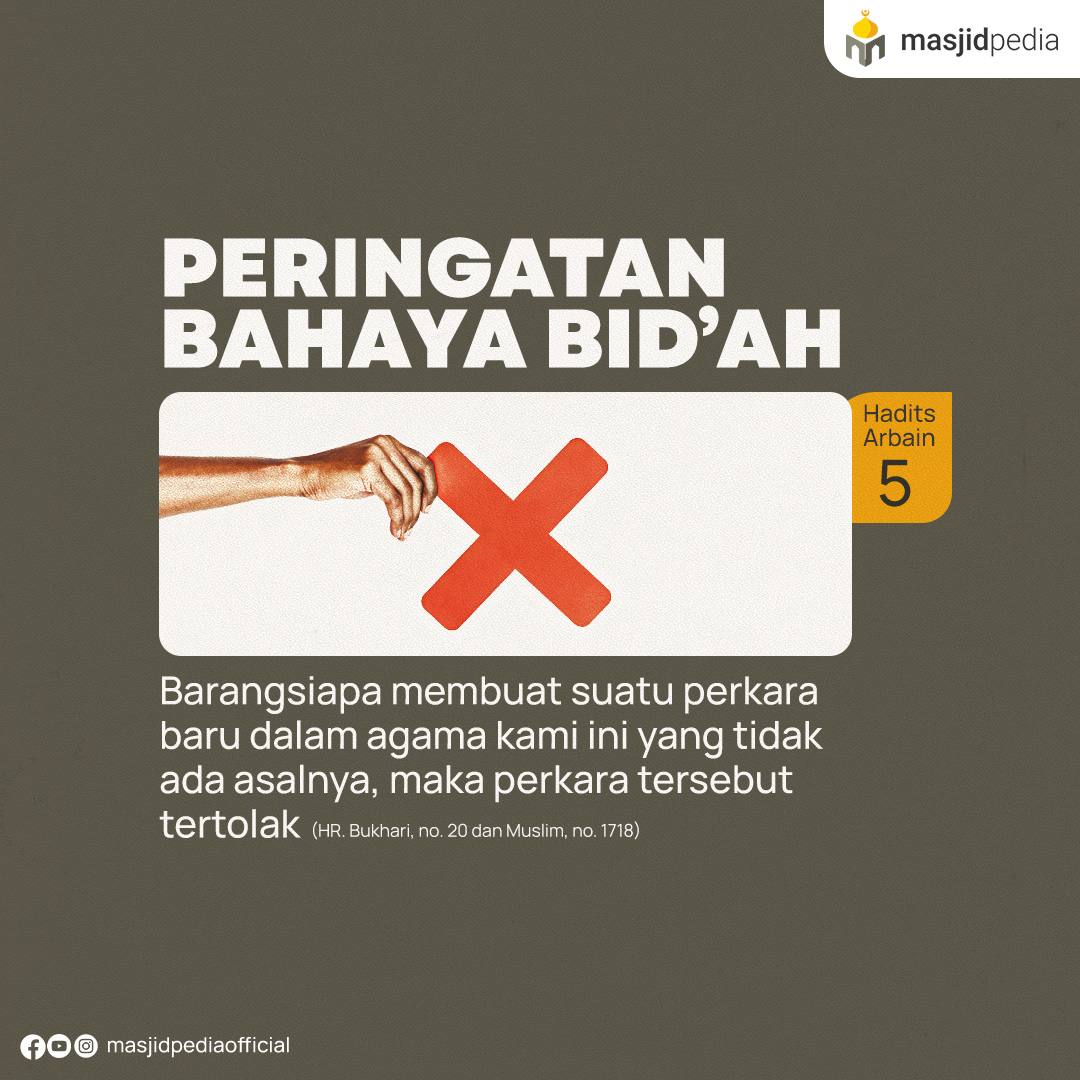 masjidpedia
PERINGATAN
BAHAYA BID’AH
Hadits
Arbain
5
Barangsiapa membuat suatu perkara
baru dalam agama kami ini yang tidak
ada asalnya, maka perkara tersebut
tertolak (HR. Bukhari, no. 20 dan Muslim, no. 1718)
masjidpediaofficial